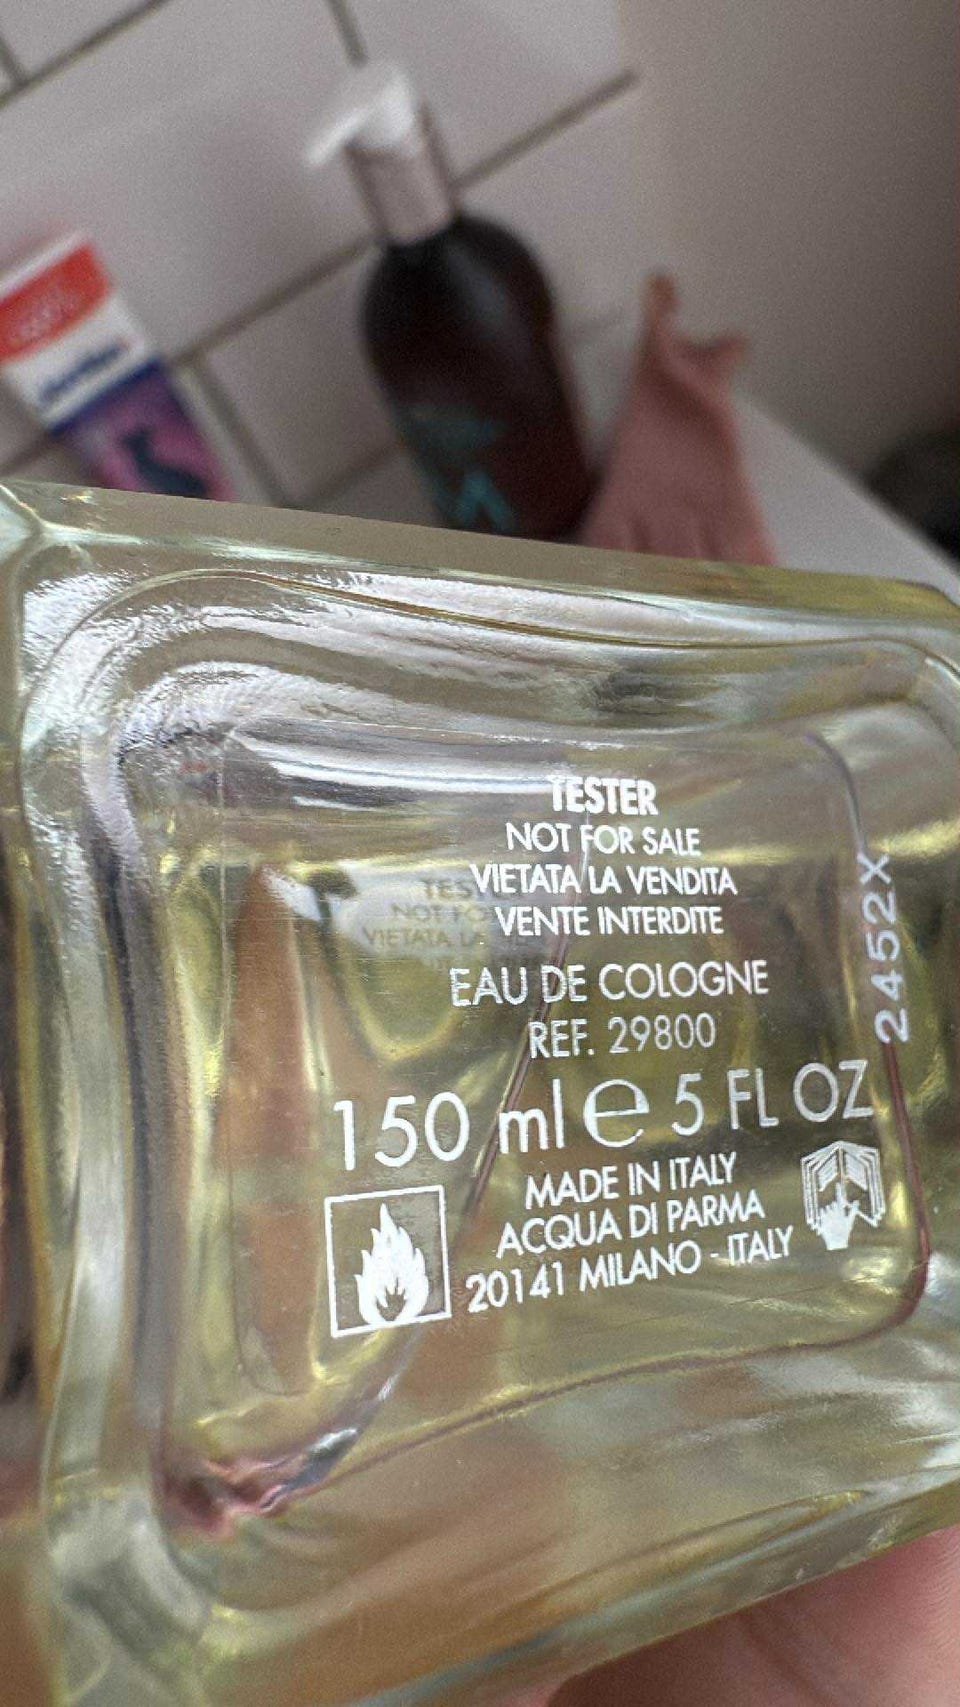 TESTER
NOT FOR SALE
VIETATA LA VENDITA
VENTE INTERDITE
EAU DE COLOGNE
REF. 29800
150 ml e 5 FL OZ
MADE IN ITALY
ACQUA DI PARMA
20141 MILANO - ITALY
2452X